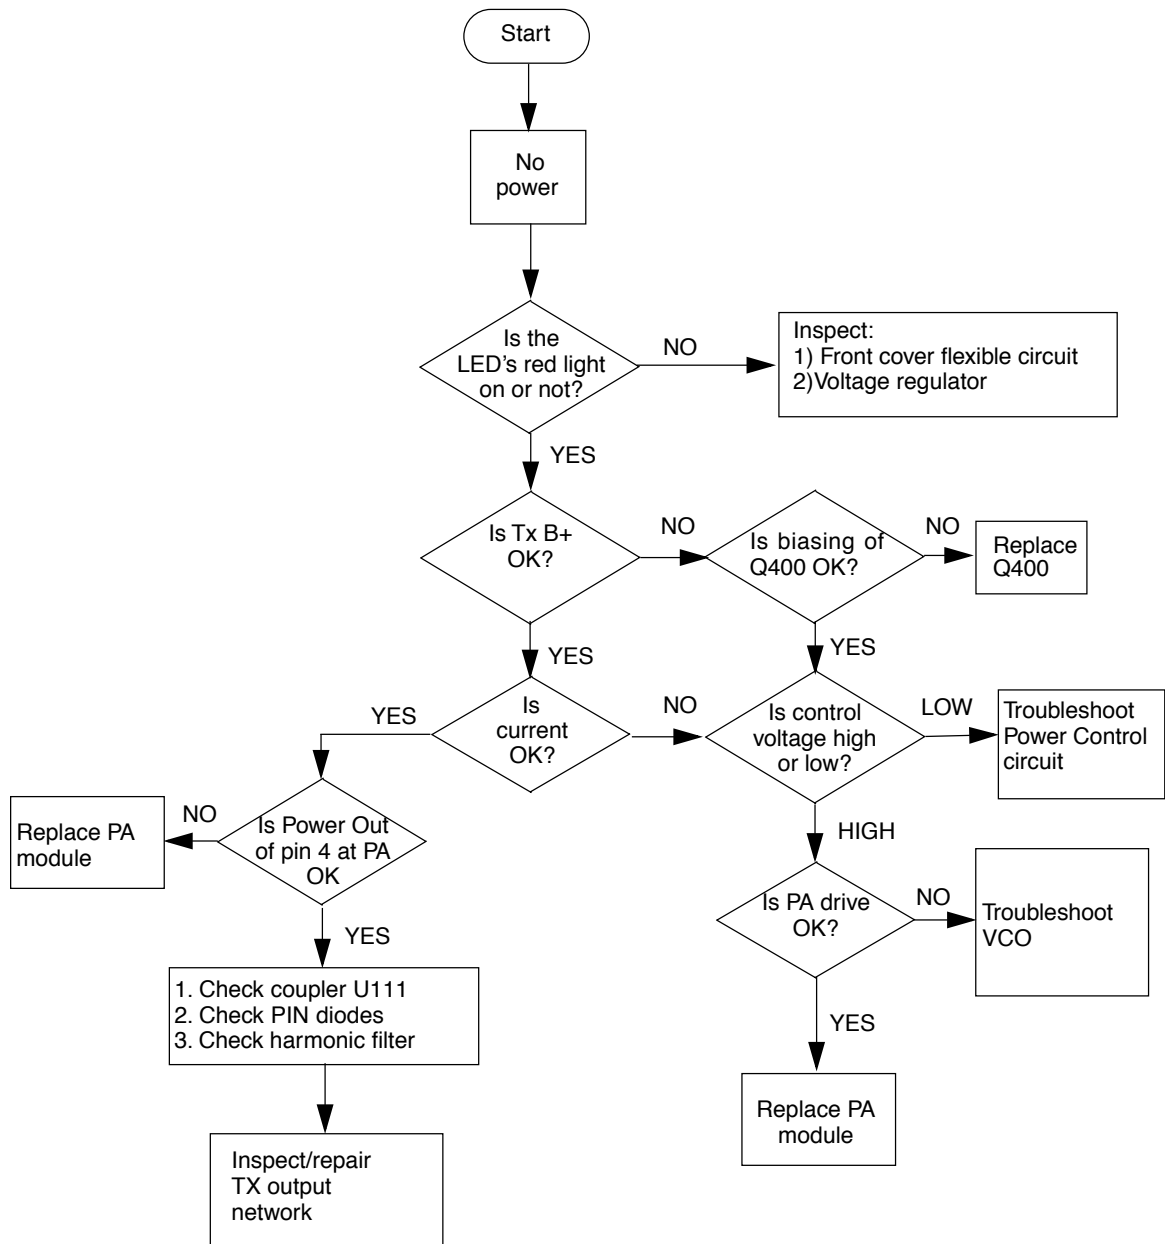 Start
No
power
Is the
LED's red light
on or not?
NO
Inspect:
1) Front cover flexible circuit
2)Voltage regulator
YES
Is Tx B+
OK?
NO
Is biasing of
Q400 OK?
NO
Replace
Q400
YES
YES
Is
current
OK?
YES
NO
Is control
voltage high
or low?
LOW
Troubleshoot
Power Control
circuit
Is Power Out
of pin 4 at PA
OK
NO
Replace PA
module
HIGH
Is PA drive
OK?
NO
Troubleshoot
VCO
YES
1. Check coupler U111
2. Check PIN diodes
3. Check harmonic filter
YES
Replace PA
module
Inspect/repair
TX output
network